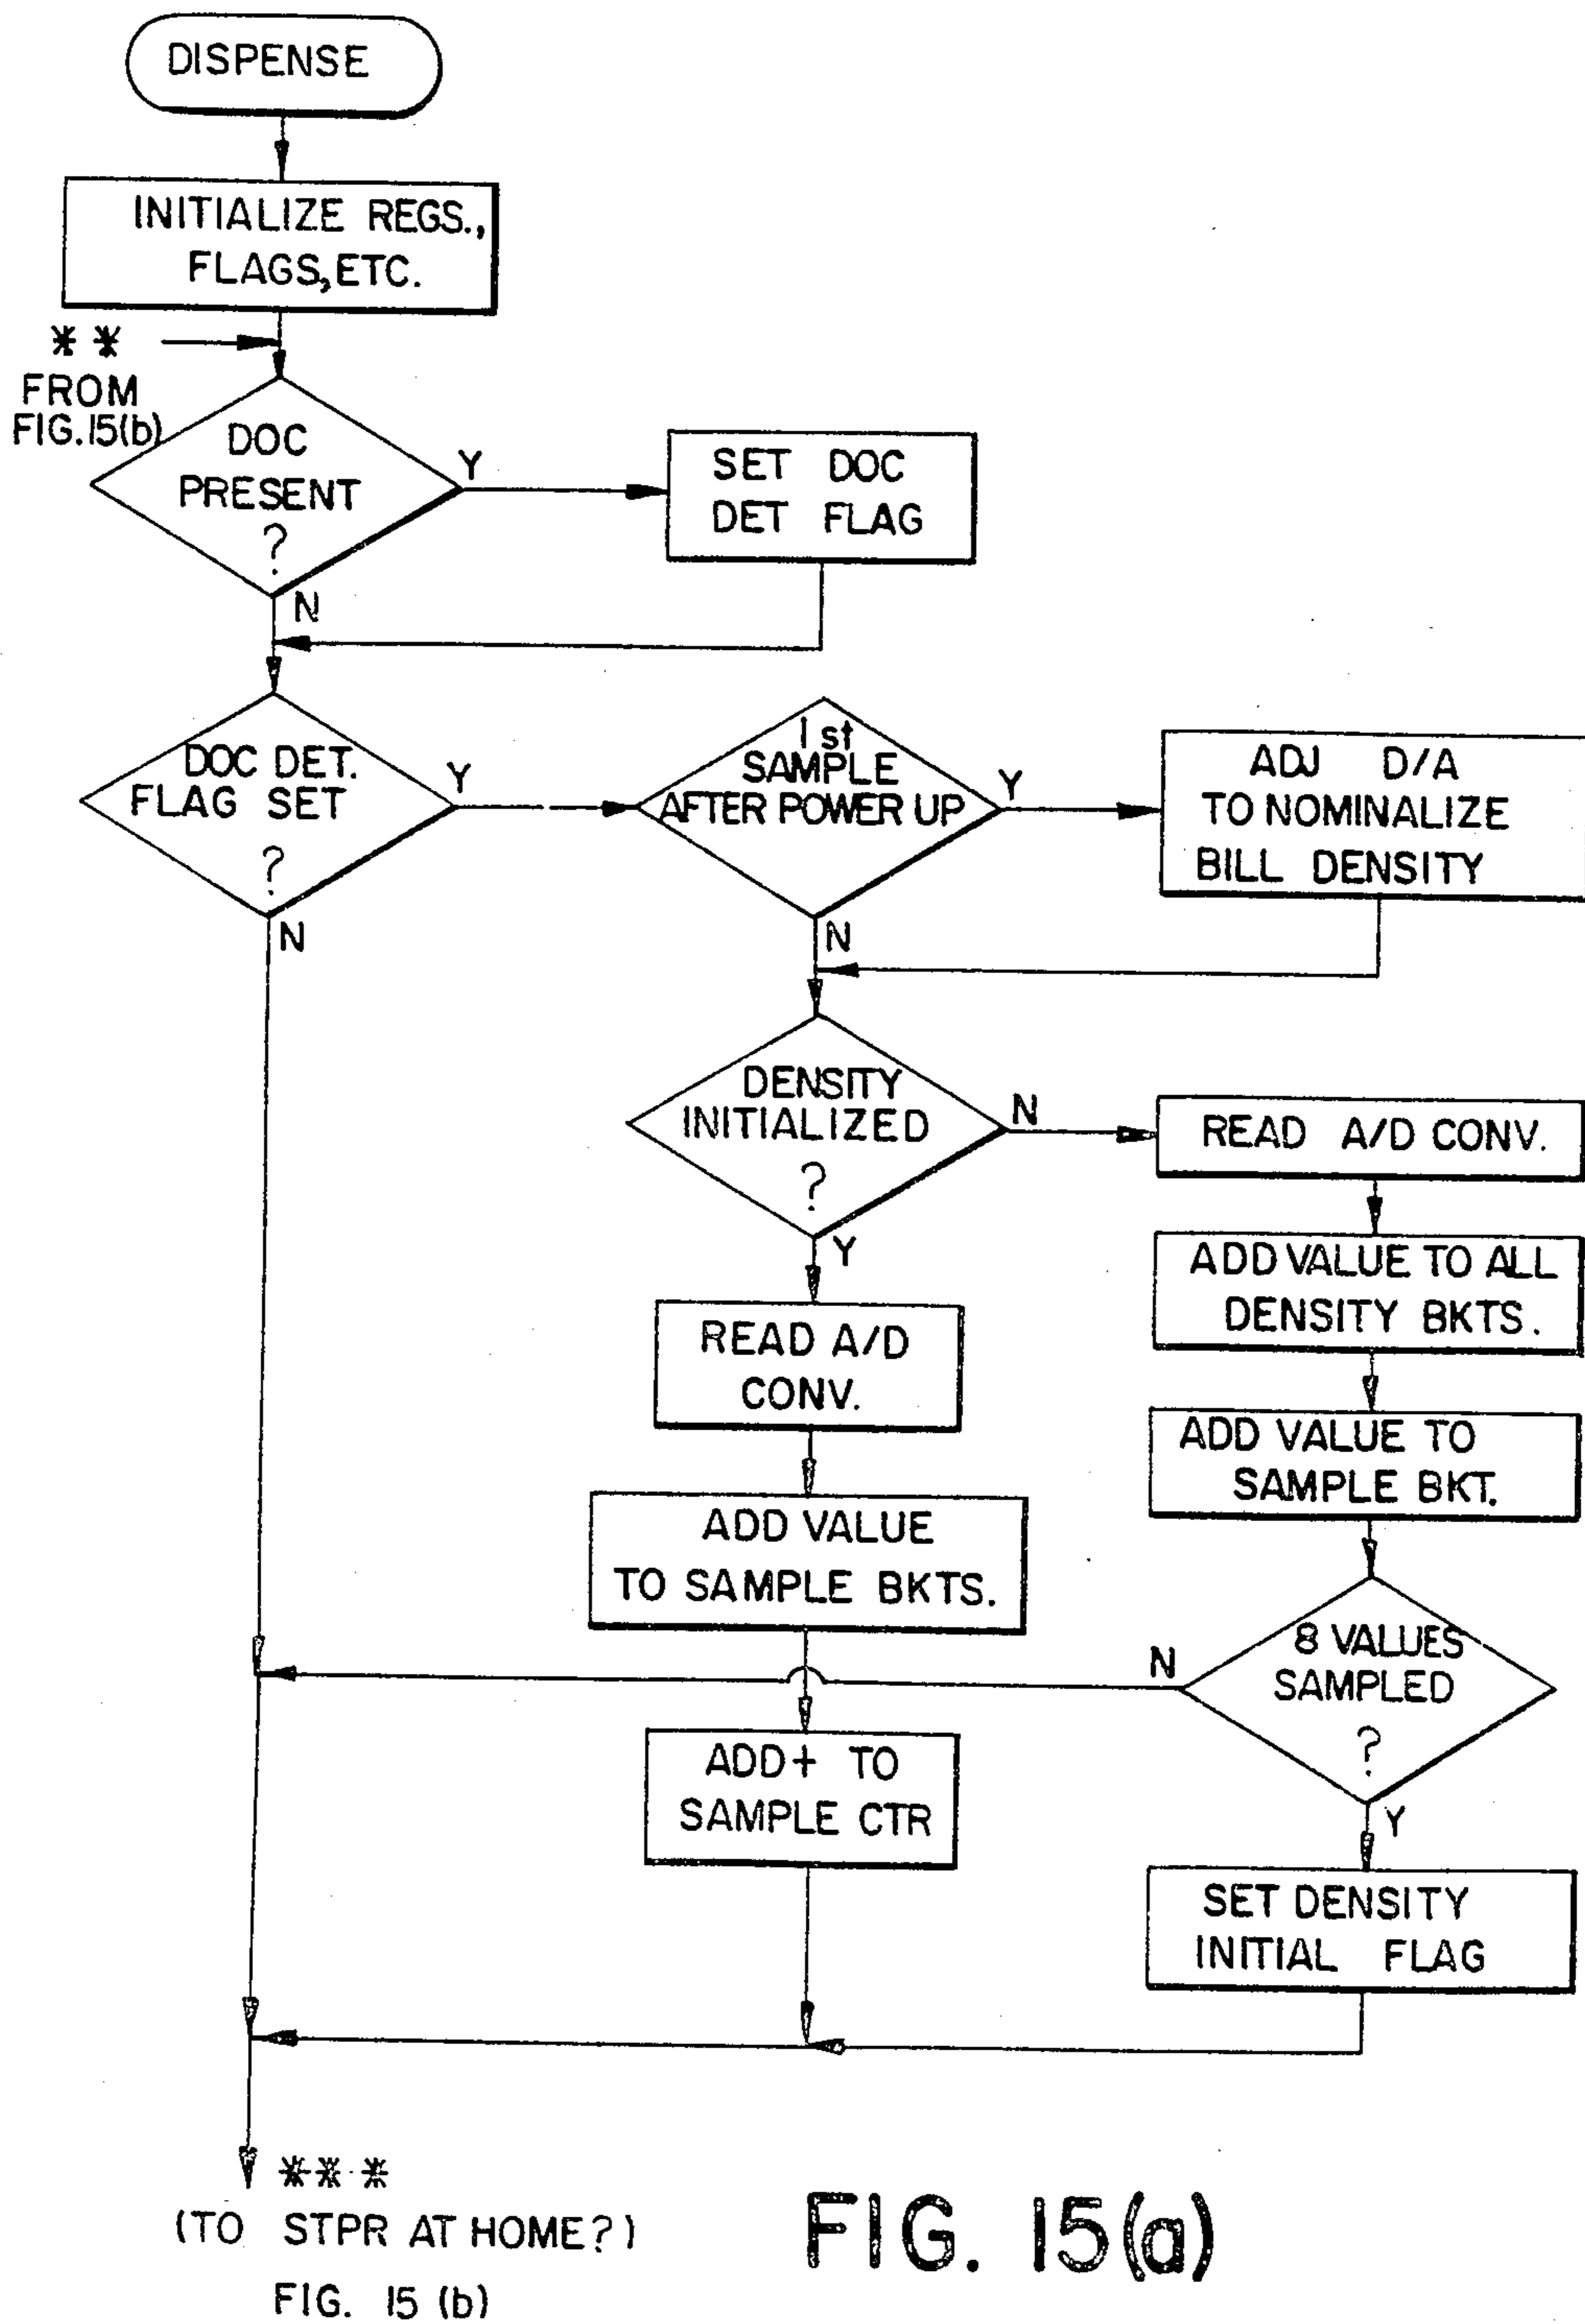 DISPENSE
INITIALIZE REGS.,
FLAGS, ETC.
* *
FROM
FIG. 15(b)
DOC
PRESENT
?
Y
N
SET DOC
DET FLAG
DOC DET.
FLAG SET
?
Y
N
1st
SAMPLE
AFTER POWER UP
Y
N
ADJ D/A
TO NOMINALIZE
BILL DENSITY
DENSITY
INITIALIZED
?
N
Y
READ A/D CONV.
ADD VALUE TO ALL
DENSITY BKTS.
READ A/D
CONV.
ADD VALUE TO
SAMPLE BKT.
ADD VALUE
TO SAMPLE BKTS.
8 VALUES
SAMPLED
?
N
Y
ADD + TO
SAMPLE CTR
SET DENSITY
INITIAL FLAG
* * *
(TO STPR AT HOME?)
FIG. 15 (b)
FIG. 15(a)